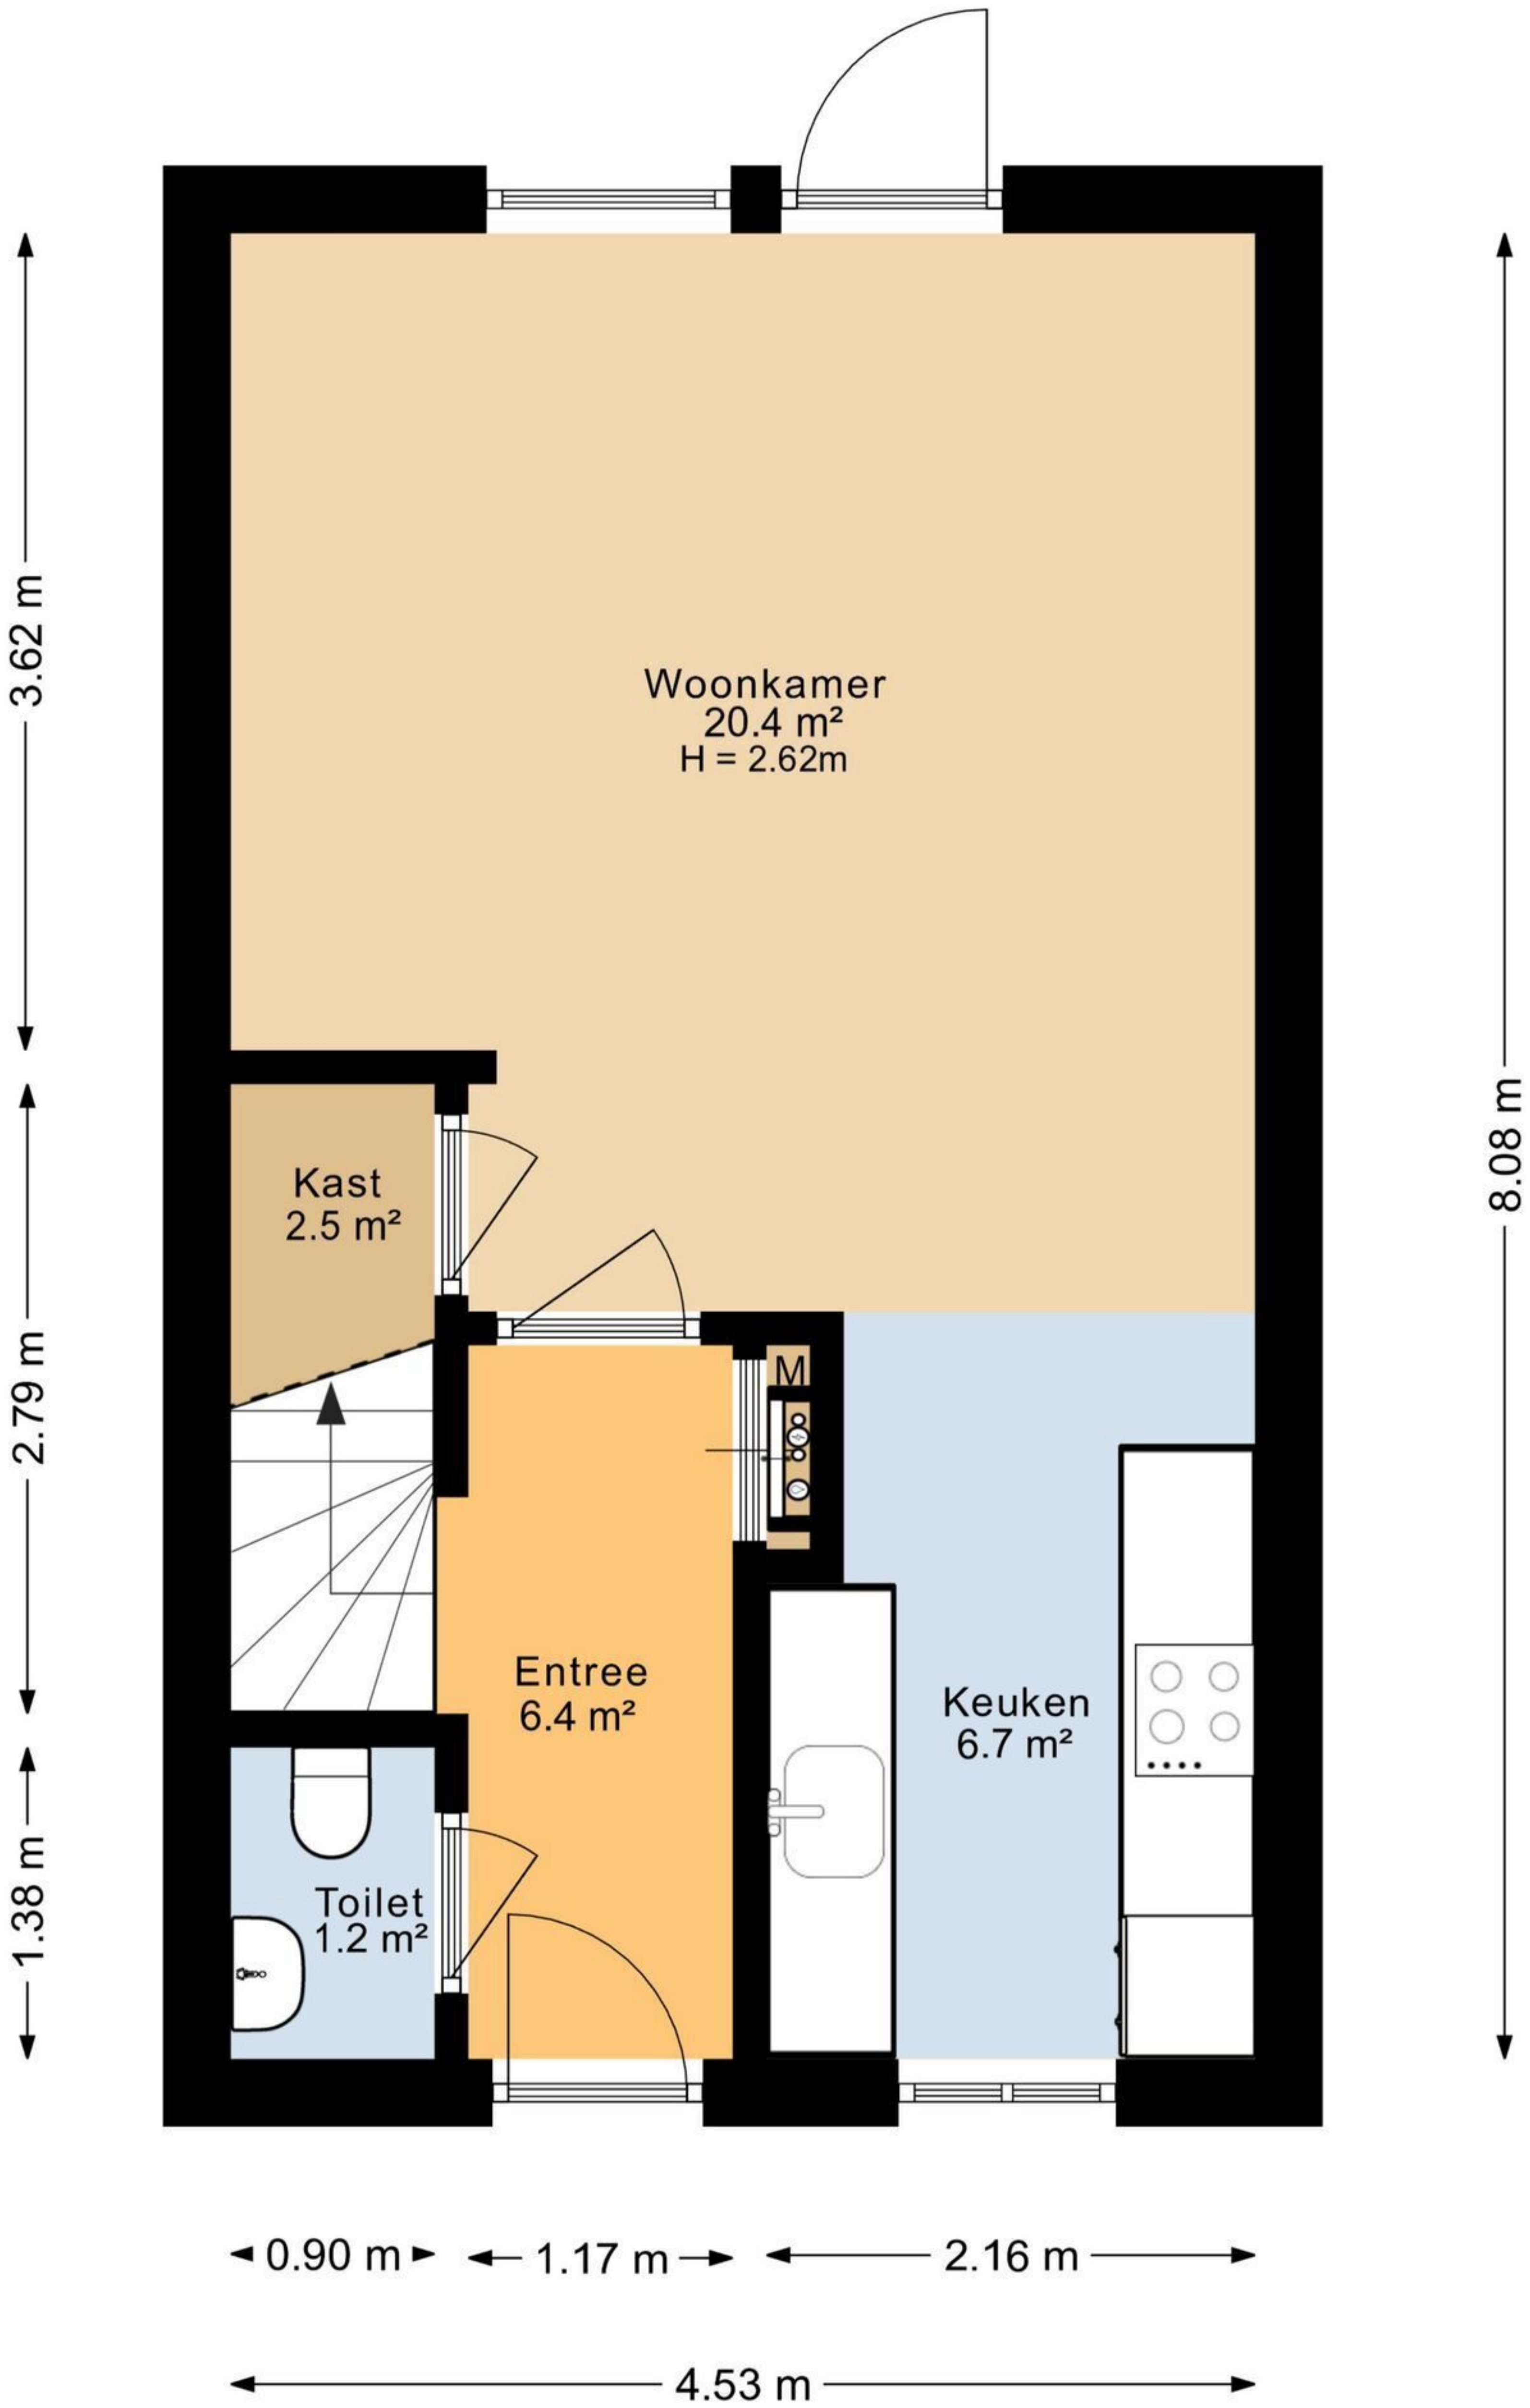 Woonkamer
20.4 m²
H = 2.62m
3.62 m
8.08 m
Kast
2.5 m²
M
2.79 m
Entree
6.4 m²
Keuken
6.7 m²
Toilet
1.2 m²
1.38 m
0.90 m
1.17 m
2.16 m
4.53 m